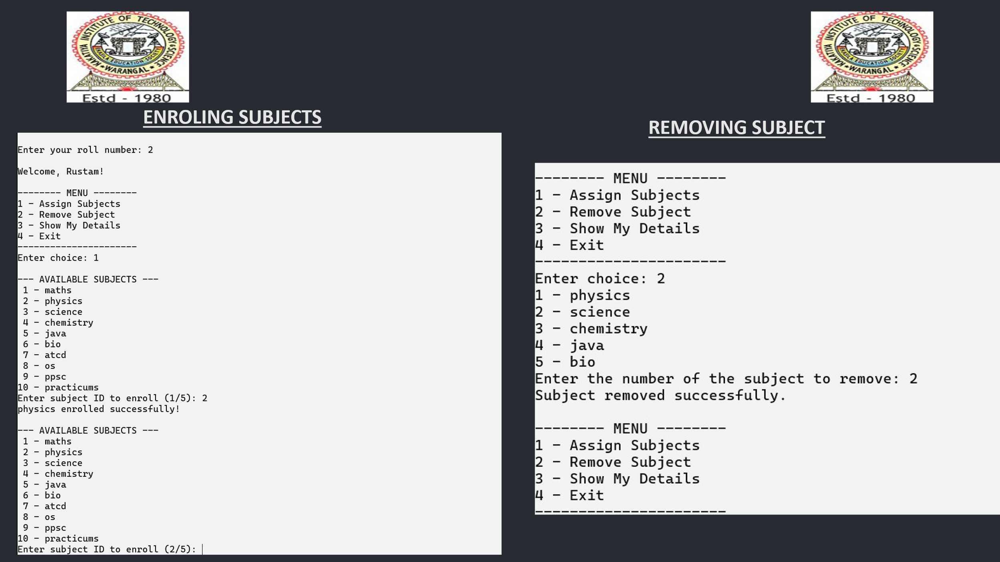 KAKATIYA INSTITUTE OF TECHNOLOGY & SCIENCE
EKASILA EDUCATION SOCIETY
* WARANGAL *
Estd - 1980
ENROLING SUBJECTS
Enter your roll number: 2
Welcome, Rustam!
-------- MENU --------
1 - Assign Subjects
2 - Remove Subject
3 - Show My Details
4 - Exit
----------------------
Enter choice: 1
--- AVAILABLE SUBJECTS ---
1 - maths
2 - physics
3 - science
4 - chemistry
5 - java
6 - bio
7 - atcd
8 - os
9 - ppsc
10 - practicums
Enter subject ID to enroll (1/5): 2
physics enrolled successfully!
--- AVAILABLE SUBJECTS ---
1 - maths
2 - physics
3 - science
4 - chemistry
5 - java
6 - bio
7 - atcd
8 - os
9 - ppsc
10 - practicums
Enter subject ID to enroll (2/5):
KAKATIYA INSTITUTE OF TECHNOLOGY & SCIENCE
EKASILA EDUCATION SOCIETY
* WARANGAL *
Estd - 1980
REMOVING SUBJECT
-------- MENU --------
1 - Assign Subjects
2 - Remove Subject
3 - Show My Details
4 - Exit
----------------------
Enter choice: 2
1 - physics
2 - science
3 - chemistry
4 - java
5 - bio
Enter the number of the subject to remove: 2
Subject removed successfully.
-------- MENU --------
1 - Assign Subjects
2 - Remove Subject
3 - Show My Details
4 - Exit
----------------------